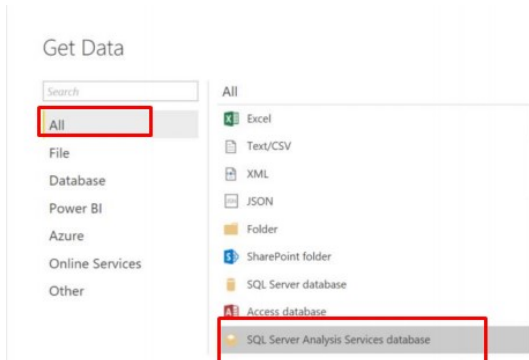 Get Data
Search
All
File
Database
Power BI
Azure
Online Services
Other
All
Excel
Text/CSV
XML
JSON
Folder
SharePoint folder
SQL Server database
Access database
SQL Server Analysis Services database